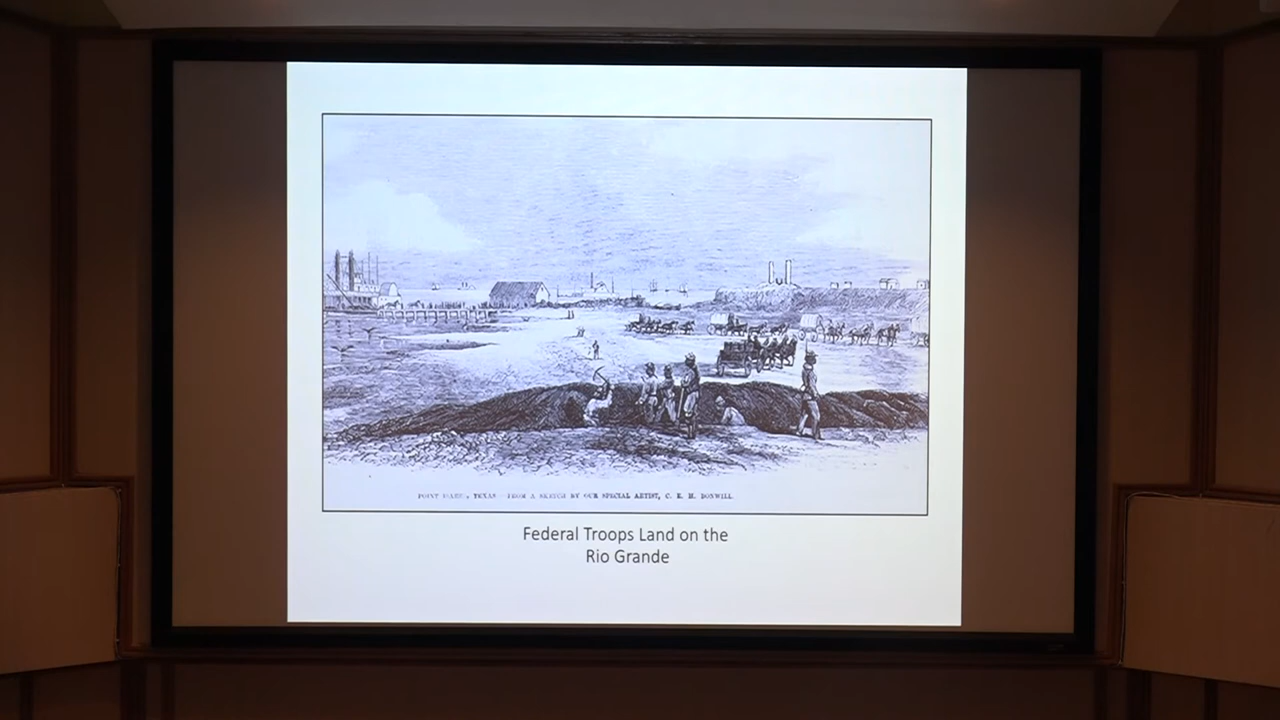 POINT ISABEL, TEXAS—FROM A SKETCH BY OUR SPECIAL ARTIST, C. E. H. BONWILL.
Federal Troops Land on the
Rio Grande